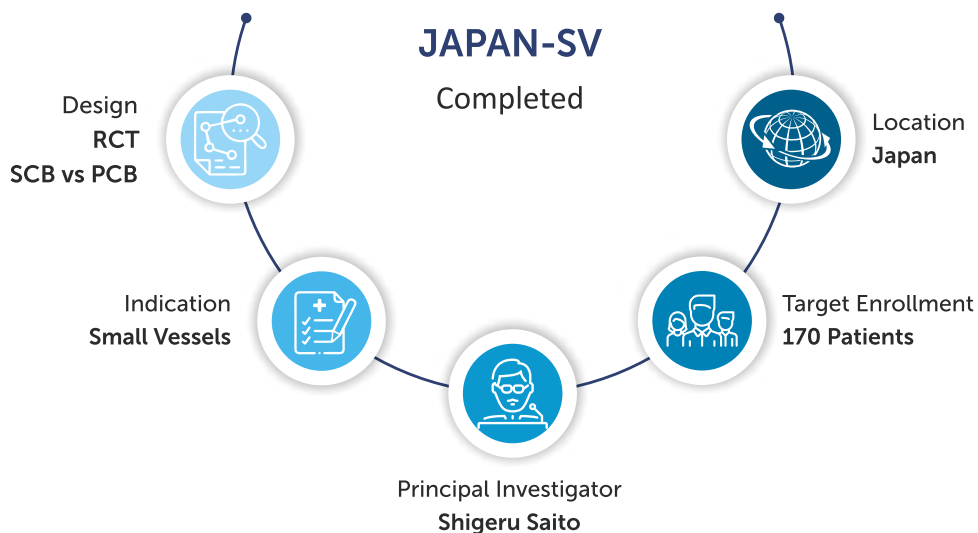 JAPAN-SV
Completed
Design
RCT
SCB vs PCB
Location
Japan
Indication
Small Vessels
Target Enrollment
170 Patients
Principal Investigator
Shigeru Saito